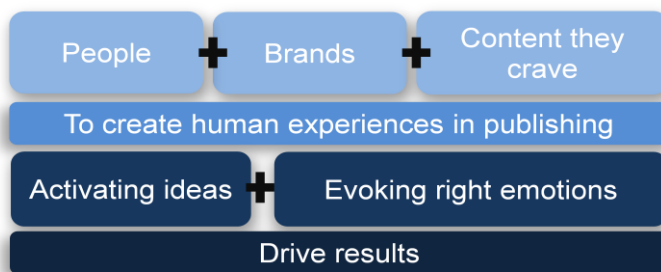 People + Brands + Content they
crave
To create human experiences in publishing
Activating ideas + Evoking right emotions
Drive results